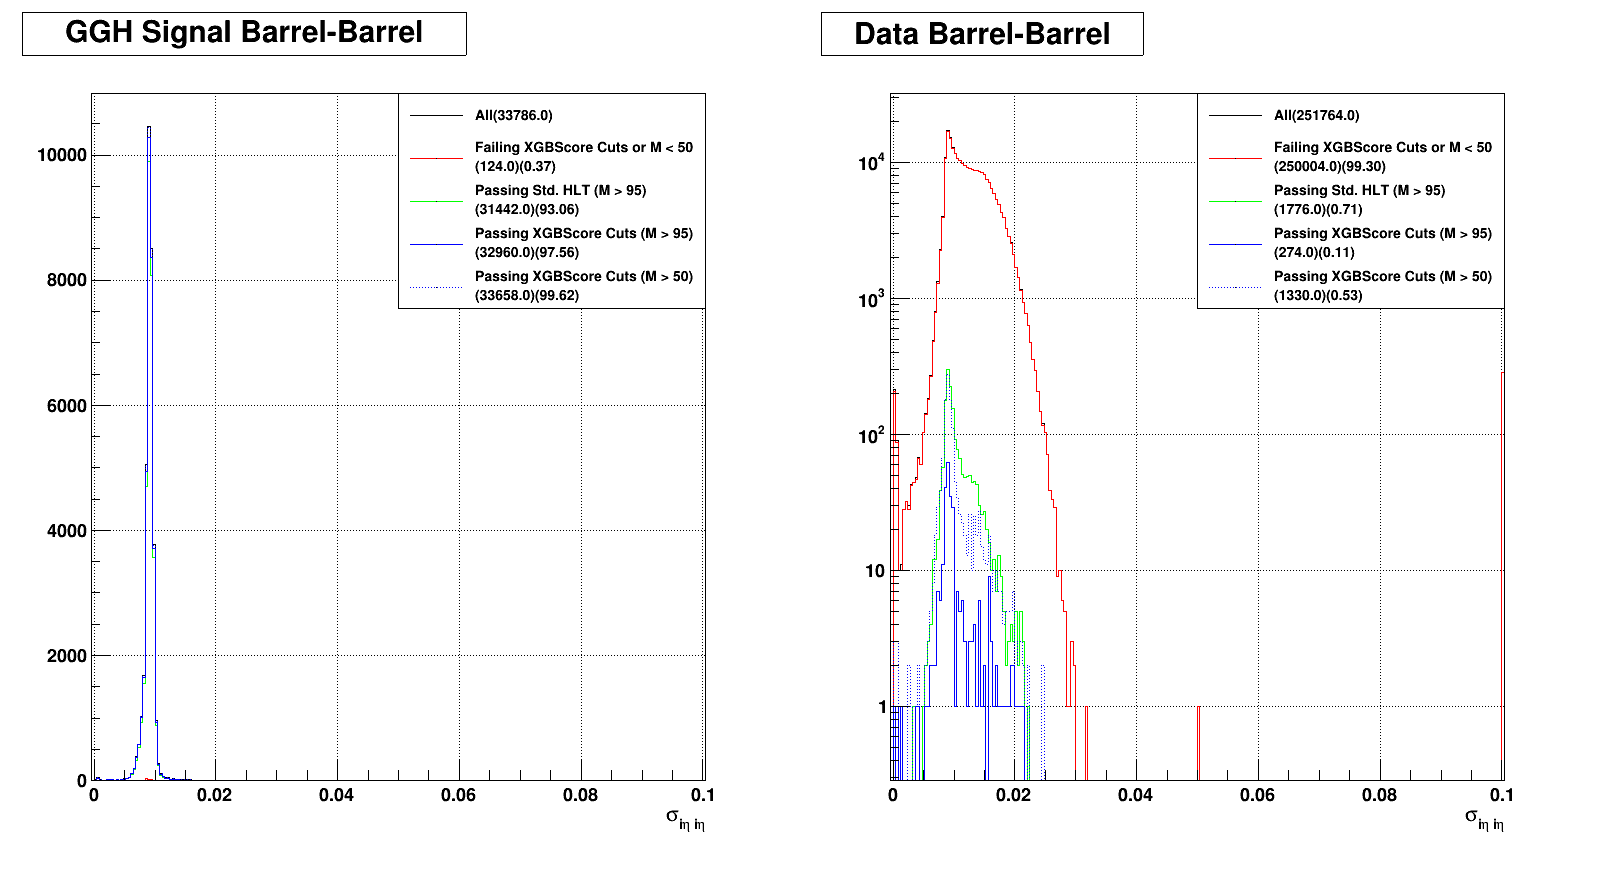 GGH Signal Barrel-Barrel
All(33786.0)
Failing XGBScore Cuts or M < 50
(124.0)(0.37)
Passing Std. HLT (M > 95)
(31442.0)(93.06)
Passing XGBScore Cuts (M > 95)
(32960.0)(97.56)
Passing XGBScore Cuts (M > 50)
(33658.0)(99.62)
10000
8000
6000
4000
2000
0
0 0.02 0.04 0.06 0.08 0.1
σiη iη
Data Barrel-Barrel
All(251764.0)
Failing XGBScore Cuts or M < 50
(250004.0)(99.30)
Passing Std. HLT (M > 95)
(1776.0)(0.71)
Passing XGBScore Cuts (M > 95)
(274.0)(0.11)
Passing XGBScore Cuts (M > 50)
(1330.0)(0.53)
10⁴
10³
10²
10
1
0 0.02 0.04 0.06 0.08 0.1
σiη iη